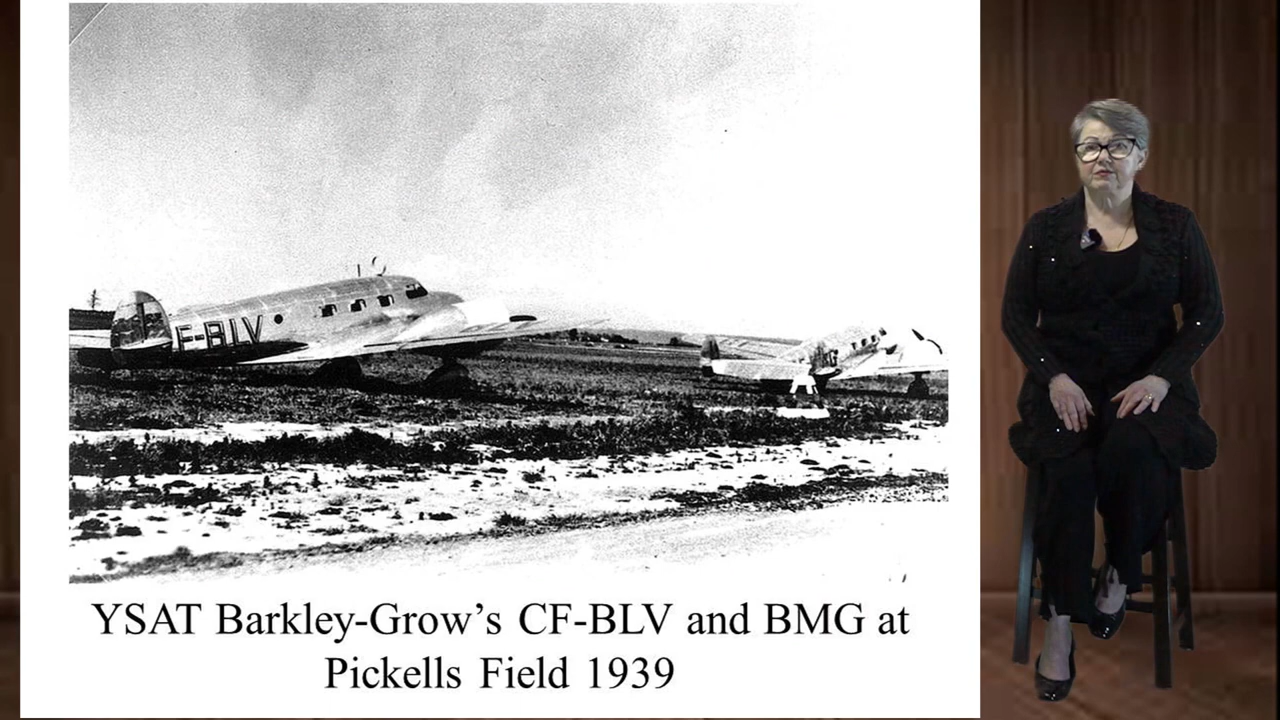 F-BLV
YSAT Barkley-Grow’s CF-BLV and BMG at
Pickells Field 1939